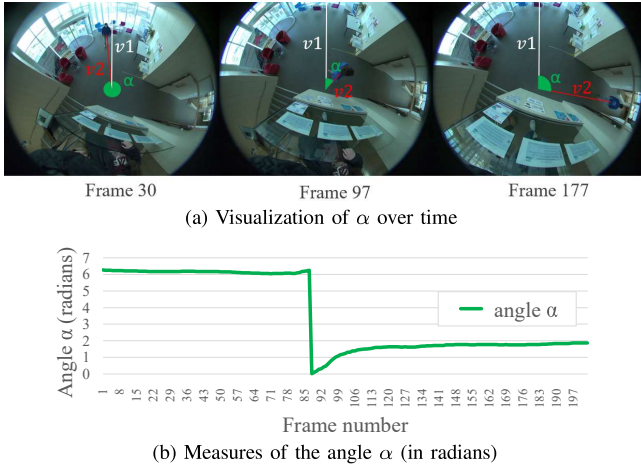 v1
v2
α
v1
α
v2
v1
α
v2
Frame 30
Frame 97
Frame 177
(a) Visualization of α over time
Angle α (radians)
7
6
5
4
3
2
1
0
angle α
1 8 15 22 29 36 43 50 57 64 71 78 85 92 99 106 113 120 127 134 141 148 155 162 169 176 183 190 197
Frame number
(b) Measures of the angle α (in radians)